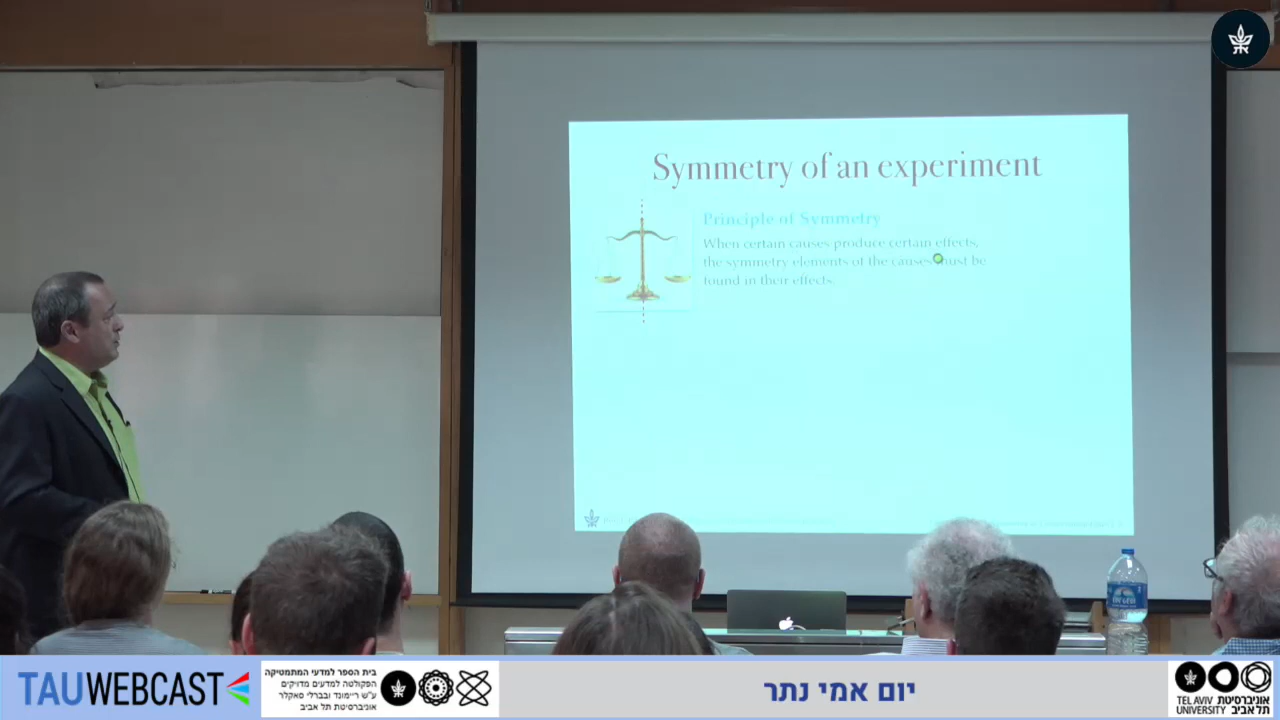 Symmetry of an experiment
Principle of Symmetry
When certain causes produce certain effects,
the symmetry elements of the causes must be
found in their effects.
TAUWEBCAST
בית הספר למדעי המתמטיקה
הפקולטה למדעים מדויקים
ע"ש ריימונד ובברלי סאקלר
אוניברסיטת תל אביב
יום אמי נתר
TEL AVIV
UNIVERSITY
אוניברסיטת
תל אביב